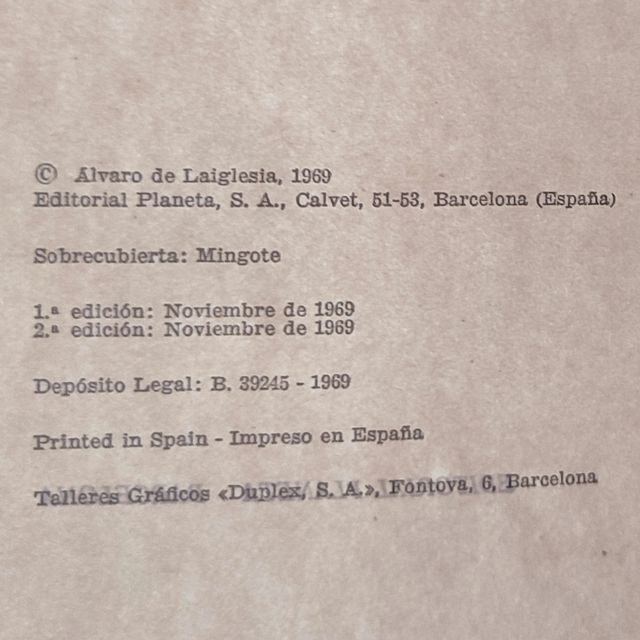 © Álvaro de Laiglesia, 1969
Editorial Planeta, S. A., Calvet, 51-53, Barcelona (España)
Sobrecubierta: Mingote
1.ª edición: Noviembre de 1969
2.ª edición: Noviembre de 1969
Depósito Legal: B. 39245 - 1969
Printed in Spain - Impreso en España
Talleres Gráficos «Duplex, S. A.», Fontova, 6, Barcelona